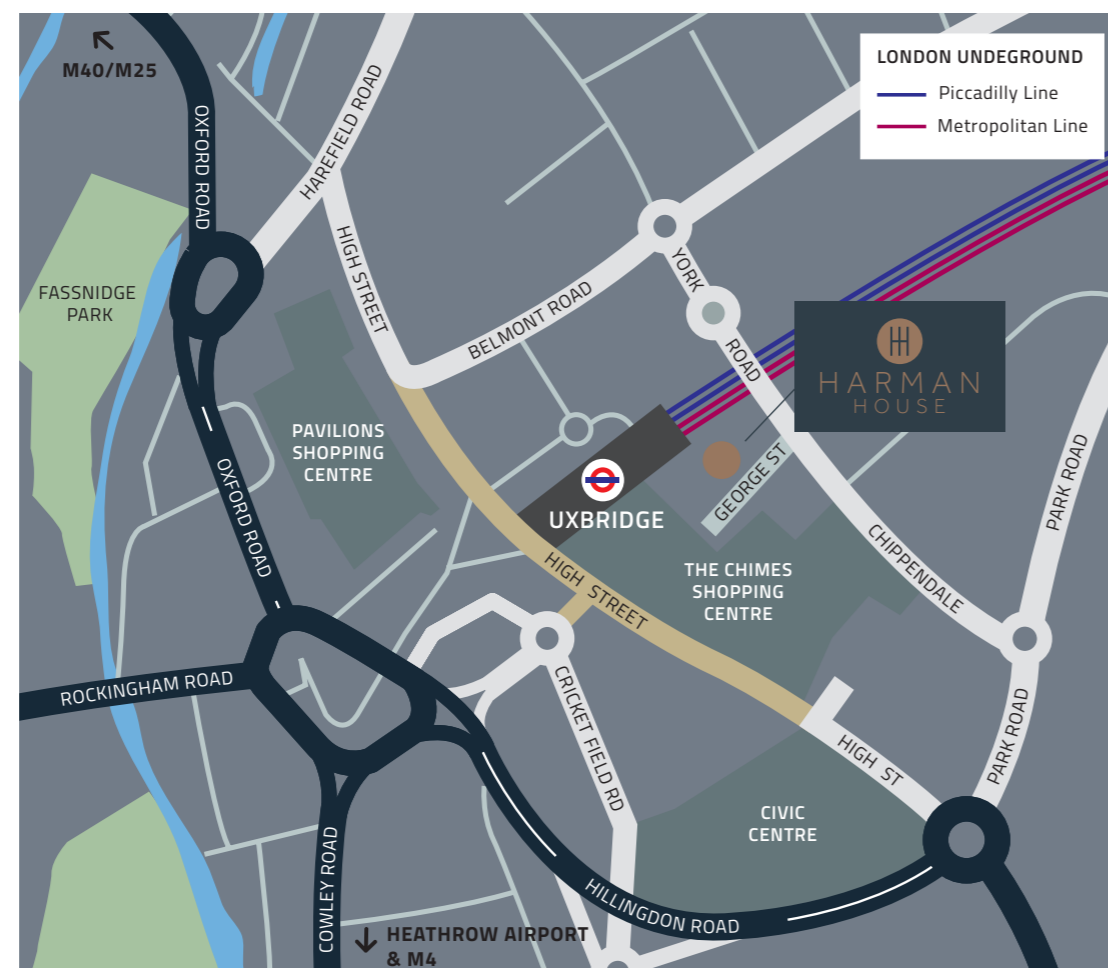 M40/M25
LONDON UNDEGROUND
Piccadilly Line
Metropolitan Line
OXFORD ROAD
HAREFIELD ROAD
HIGH STREET
FASSNIDGE
PARK
BELMONT ROAD
YORK
ROAD
HARMAN
HOUSE
PAVILIONS
SHOPPING
CENTRE
OXFORD ROAD
UXBRIDGE
GEORGE ST
PARK ROAD
HIGH STREET
THE CHIMES
SHOPPING
CENTRE
CHIPPENDALE
ROCKINGHAM ROAD
CRICKET FIELD RD
HIGH ST
PARK ROAD
CIVIC
CENTRE
COWLEY ROAD
HILLINGDON ROAD
HEATHROW AIRPORT
& M4